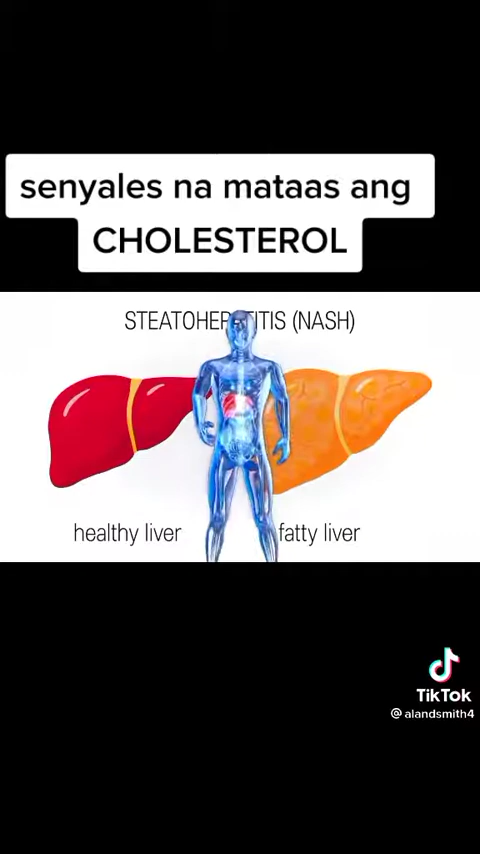 senyales na mataas ang
CHOLESTEROL
(NASH)
healthy liver
fatty liver
TikTok
@alandsmith4